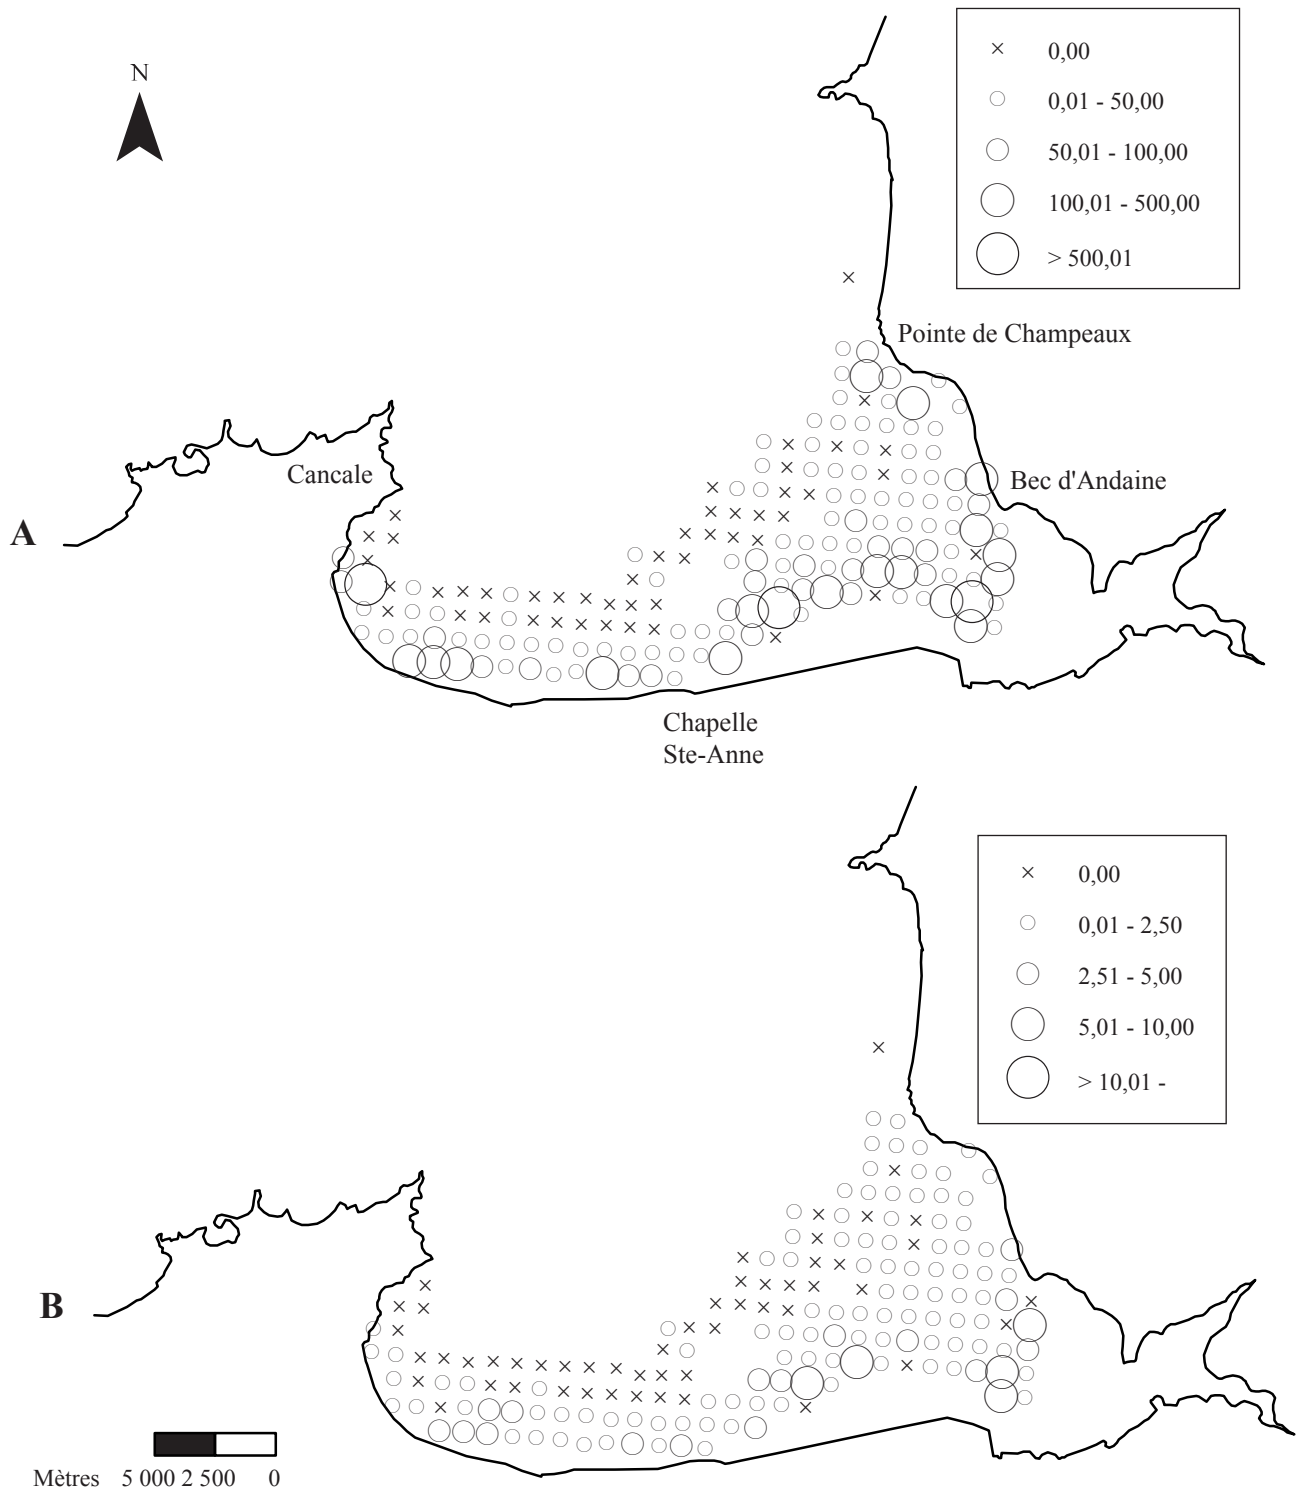 N
× 0,00
0,01 - 50,00
50,01 - 100,00
100,01 - 500,00
> 500,01
Pointe de Champeaux
Cancale
Bec d'Andaine
A
Chapelle
Ste-Anne
× 0,00
0,01 - 2,50
2,51 - 5,00
5,01 - 10,00
> 10,01 -
B
Mètres 5 000 2 500 0